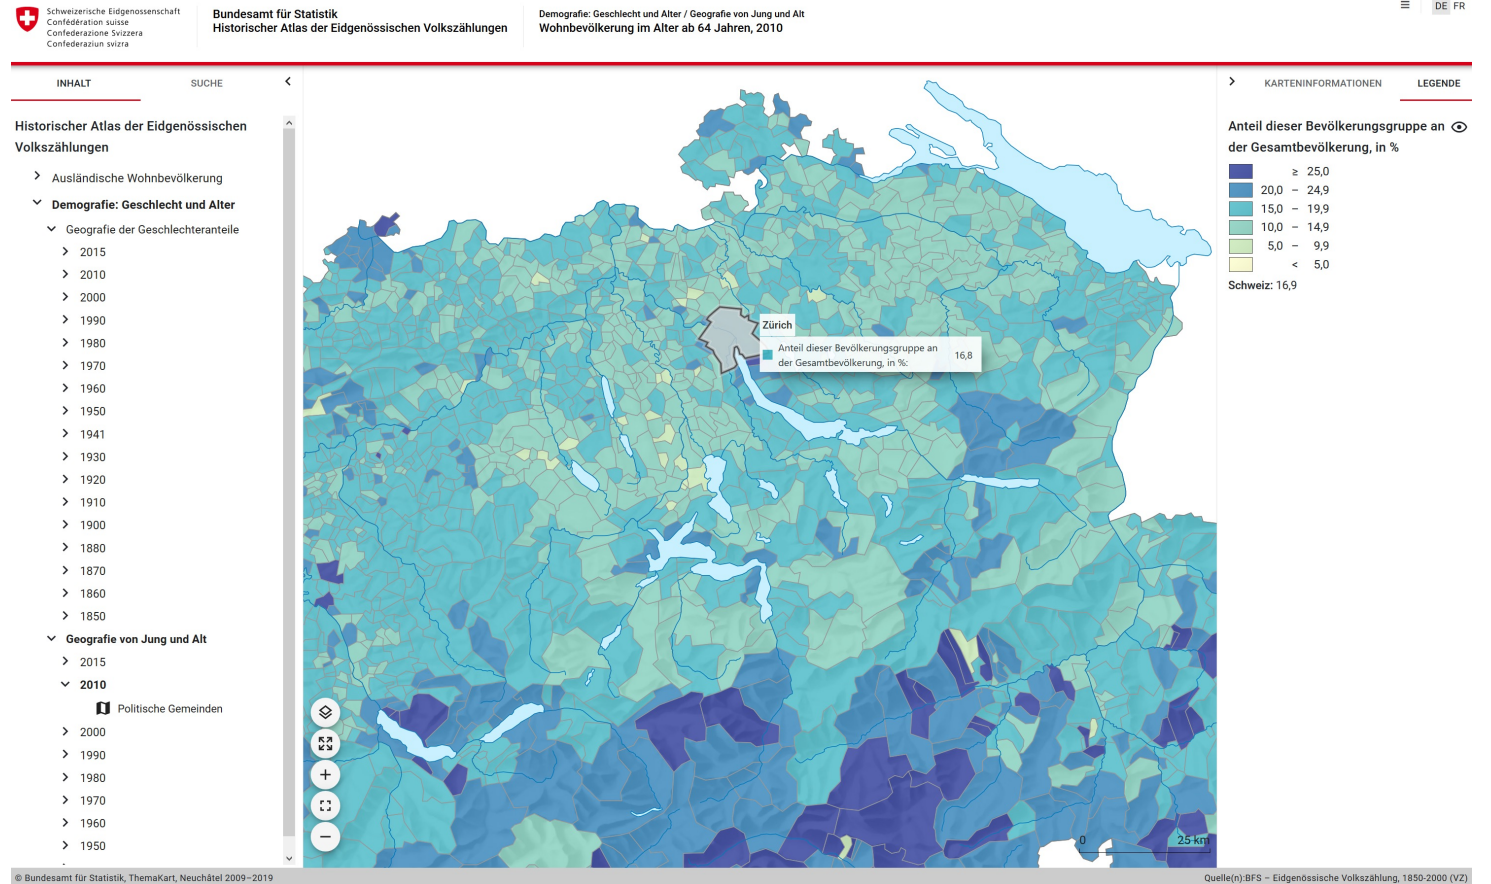 Schweizerische Eidgenossenschaft
Confédération suisse
Confederazione Svizzera
Confederaziun svizra
Bundesamt für Statistik
Historischer Atlas der Eidgenössischen Volkszählungen
Demografie: Geschlecht und Alter / Geografie von Jung und Alt
Wohnbevölkerung im Alter ab 64 Jahren, 2010
DE FR
INHALT
SUCHE
Historischer Atlas der Eidgenössischen
Volkszählungen
Ausländische Wohnbevölkerung
Demografie: Geschlecht und Alter
Geografie der Geschlechteranteile
2015
2010
2000
1990
1980
1970
1960
1950
1941
1930
1920
1910
1900
1880
1870
1860
1850
Geografie von Jung und Alt
2015
2010
Politische Gemeinden
2000
1990
1980
1970
1960
1950
Zürich
Anteil dieser Bevölkerungsgruppe an
der Gesamtbevölkerung, in %:
16,8
0
25 km
KARTENINFORMATIONEN
LEGENDE
Anteil dieser Bevölkerungsgruppe an
der Gesamtbevölkerung, in %
≥ 25,0
20,0 – 24,9
15,0 – 19,9
10,0 – 14,9
5,0 – 9,9
< 5,0
Schweiz: 16,9
© Bundesamt für Statistik, ThemaKart, Neuchâtel 2009–2019
Quelle(n):BFS – Eidgenössische Volkszählung, 1850-2000 (VZ)